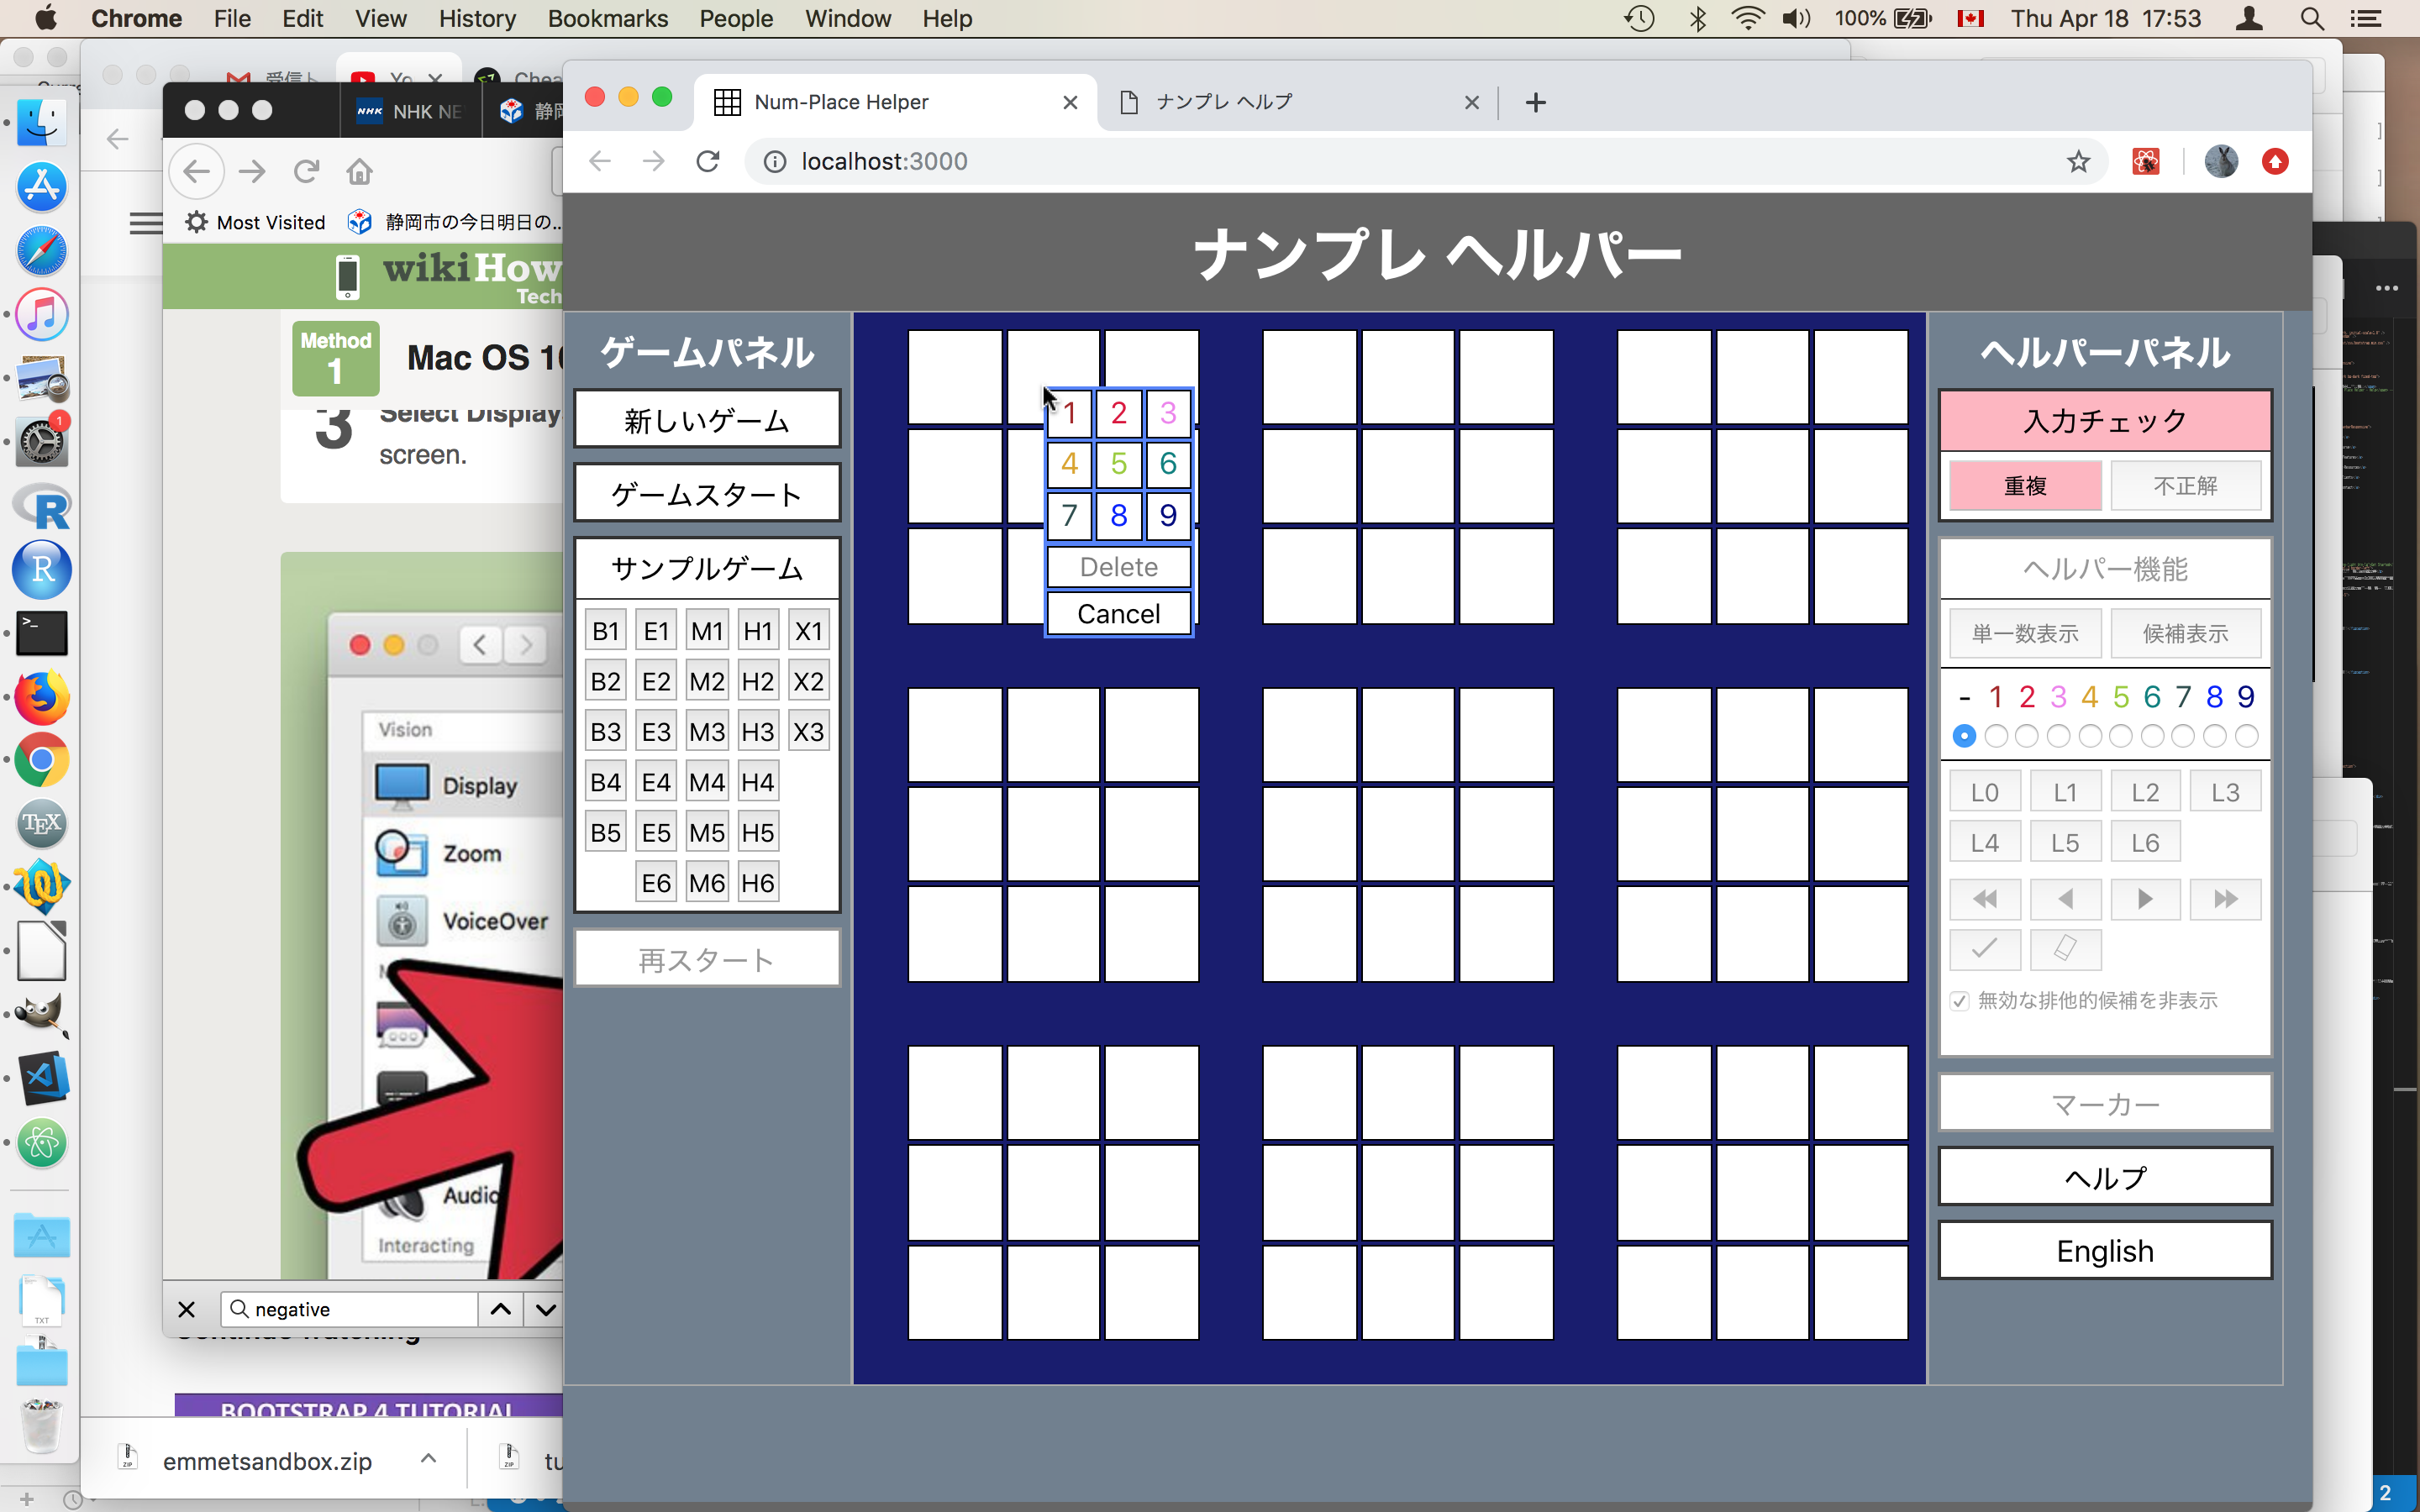 Chrome File Edit View History Bookmarks People Window Help 100% Thu Apr 18 17:53
NHK NE
Num-Place Helper
ナンプレ ヘルプ
localhost:3000
Most Visited
静岡市の今日明日の...
wikiHow
Tech
Method
1
Mac OS
3
Select Display
screen.
Vision
Display
Zoom
VoiceOver
Audio
Interacting
negative
BOOTSTRAP 4 TUTORIAL
emmetsandbox.zip
ナンプレ ヘルパー
ゲームパネル
新しいゲーム
ゲームスタート
サンプルゲーム
B1 E1 M1 H1 X1
B2 E2 M2 H2 X2
B3 E3 M3 H3 X3
B4 E4 M4 H4
B5 E5 M5 H5
E6 M6 H6
再スタート
1 2 3
4 5 6
7 8 9
Delete
Cancel
ヘルパーパネル
入力チェック
重複 不正解
ヘルパー機能
単一数表示 候補表示
- 1 2 3 4 5 6 7 8 9
L0 L1 L2 L3
L4 L5 L6
無効な排他的候補を非表示
マーカー
ヘルプ
English
2